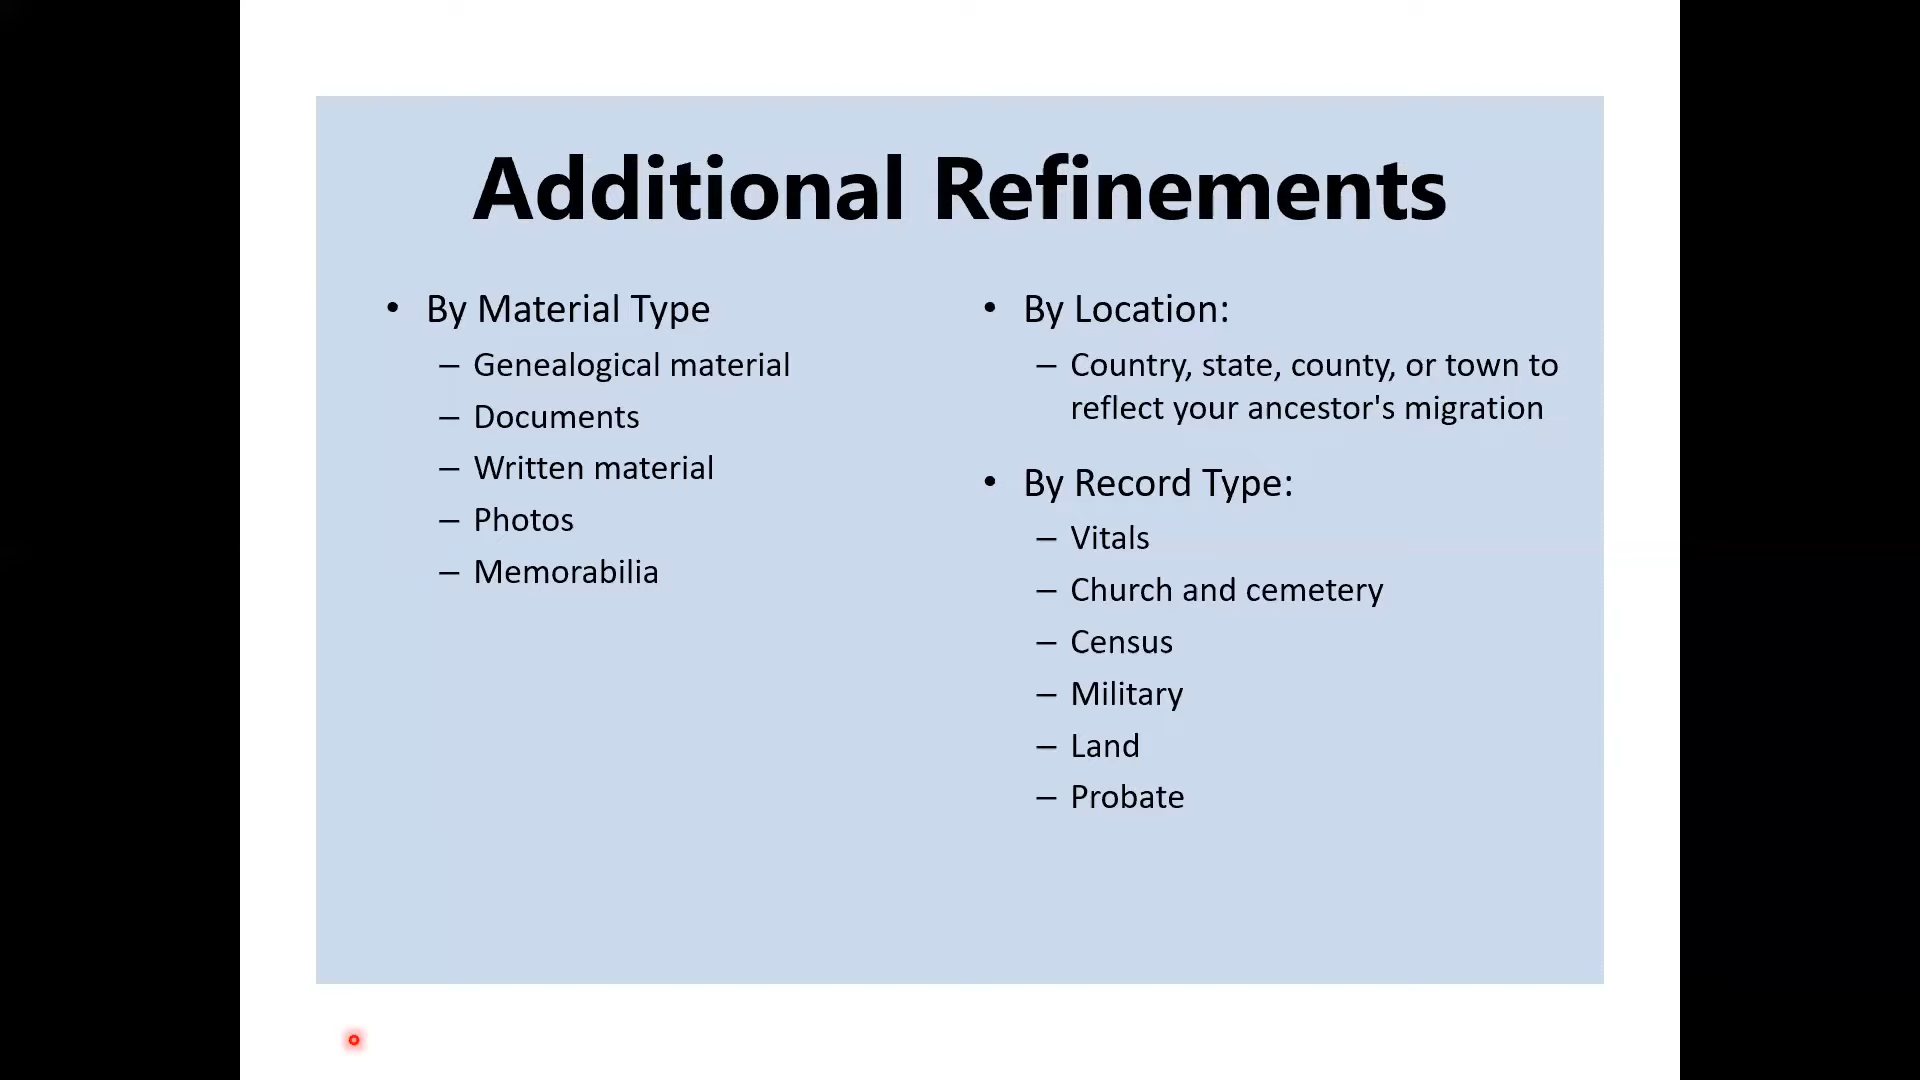 Additional Refinements
• By Material Type
– Genealogical material
– Documents
– Written material
– Photos
– Memorabilia
• By Location:
– Country, state, county, or town to
reflect your ancestor's migration
• By Record Type:
– Vitals
– Church and cemetery
– Census
– Military
– Land
– Probate